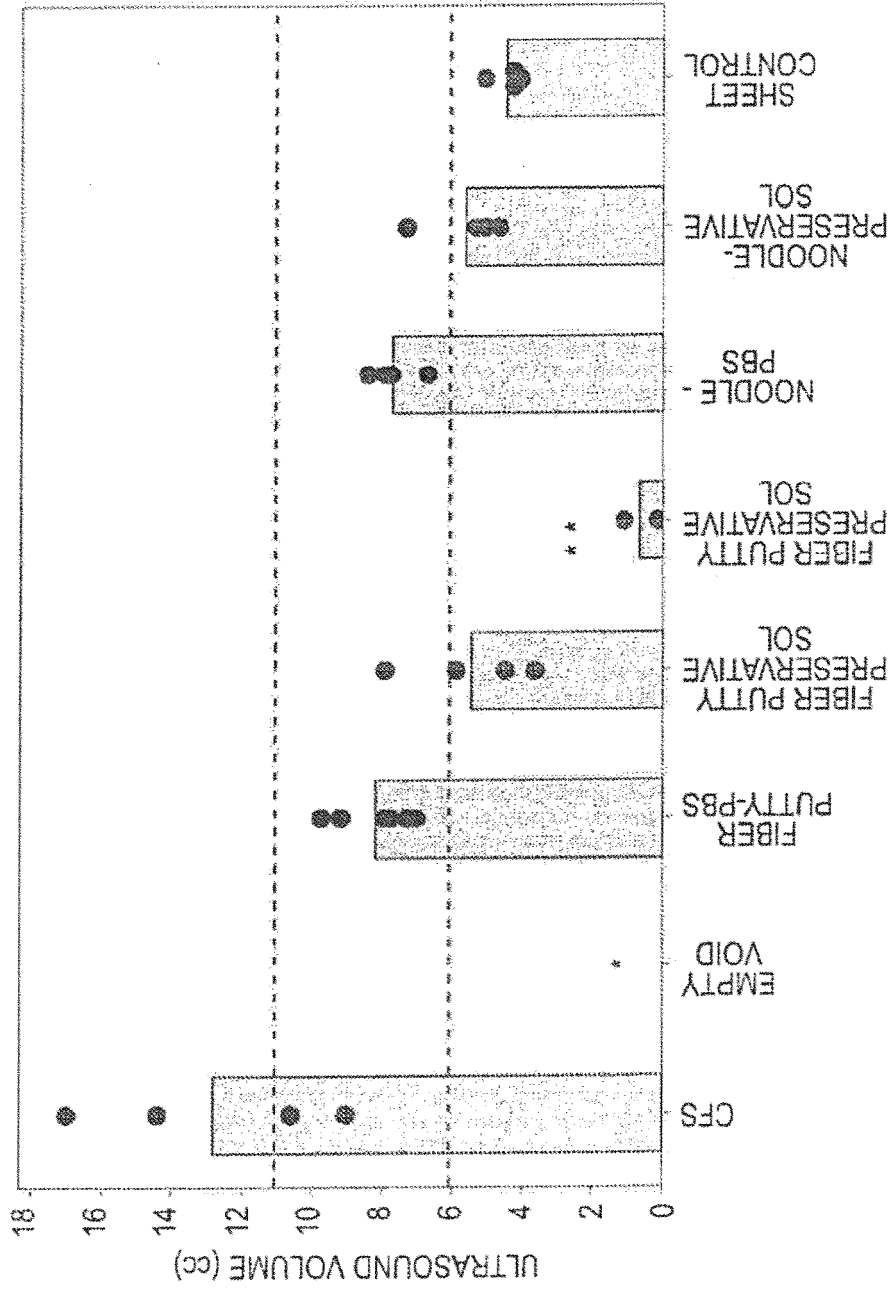 ULTRASOUND VOLUME (cc)
18
16
14
12
10
8
6
4
2
0
CFS
EMPTY
VOID
*
FIBER
PUTTY-PBS
FIBER PUTTY
PRESERVATIVE
SOL
FIBER PUTTY
PRESERVATIVE
SOL
* *
NOODLE -
PBS
NOODLE-
PRESERVATIVE
SOL
SHEET
CONTROL